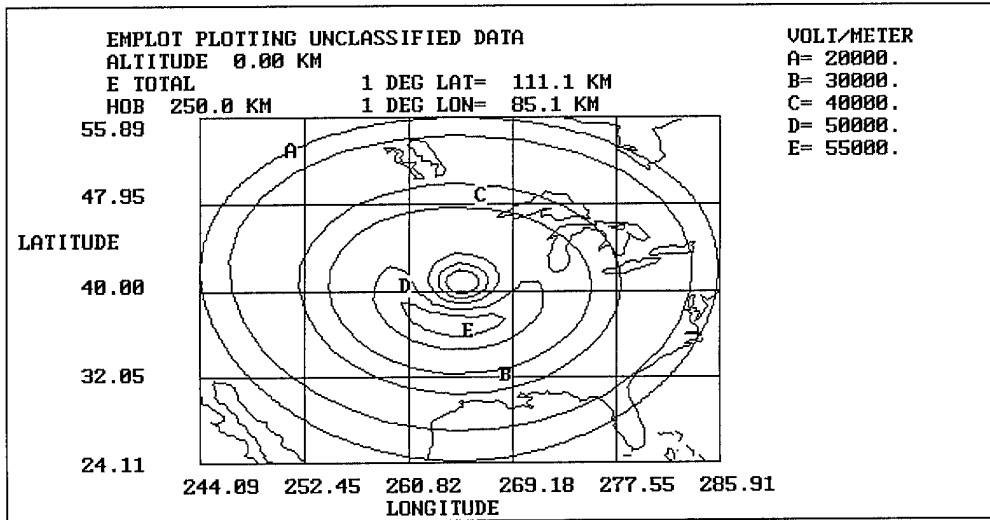 EMPLOT PLOTTING UNCLASSIFIED DATA
ALTITUDE 0.00 KM
E TOTAL 1 DEG LAT= 111.1 KM
HOB 250.0 KM 1 DEG LON= 85.1 KM
VOLT/METER
A= 20000.
B= 30000.
C= 40000.
D= 50000.
E= 55000.
55.89
A
47.95
C
LATITUDE
40.00
D
E
32.05
B
24.11
244.09 252.45 260.82 269.18 277.55 285.91
LONGITUDE